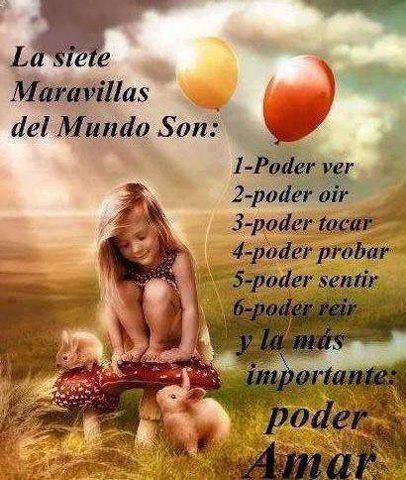 La siete
Maravillas
del Mundo Son:
1-Poder ver
2-poder oir
3-poder tocar
4-poder probar
5-poder sentir
6-poder reir
y la más
importante:
poder
Amar